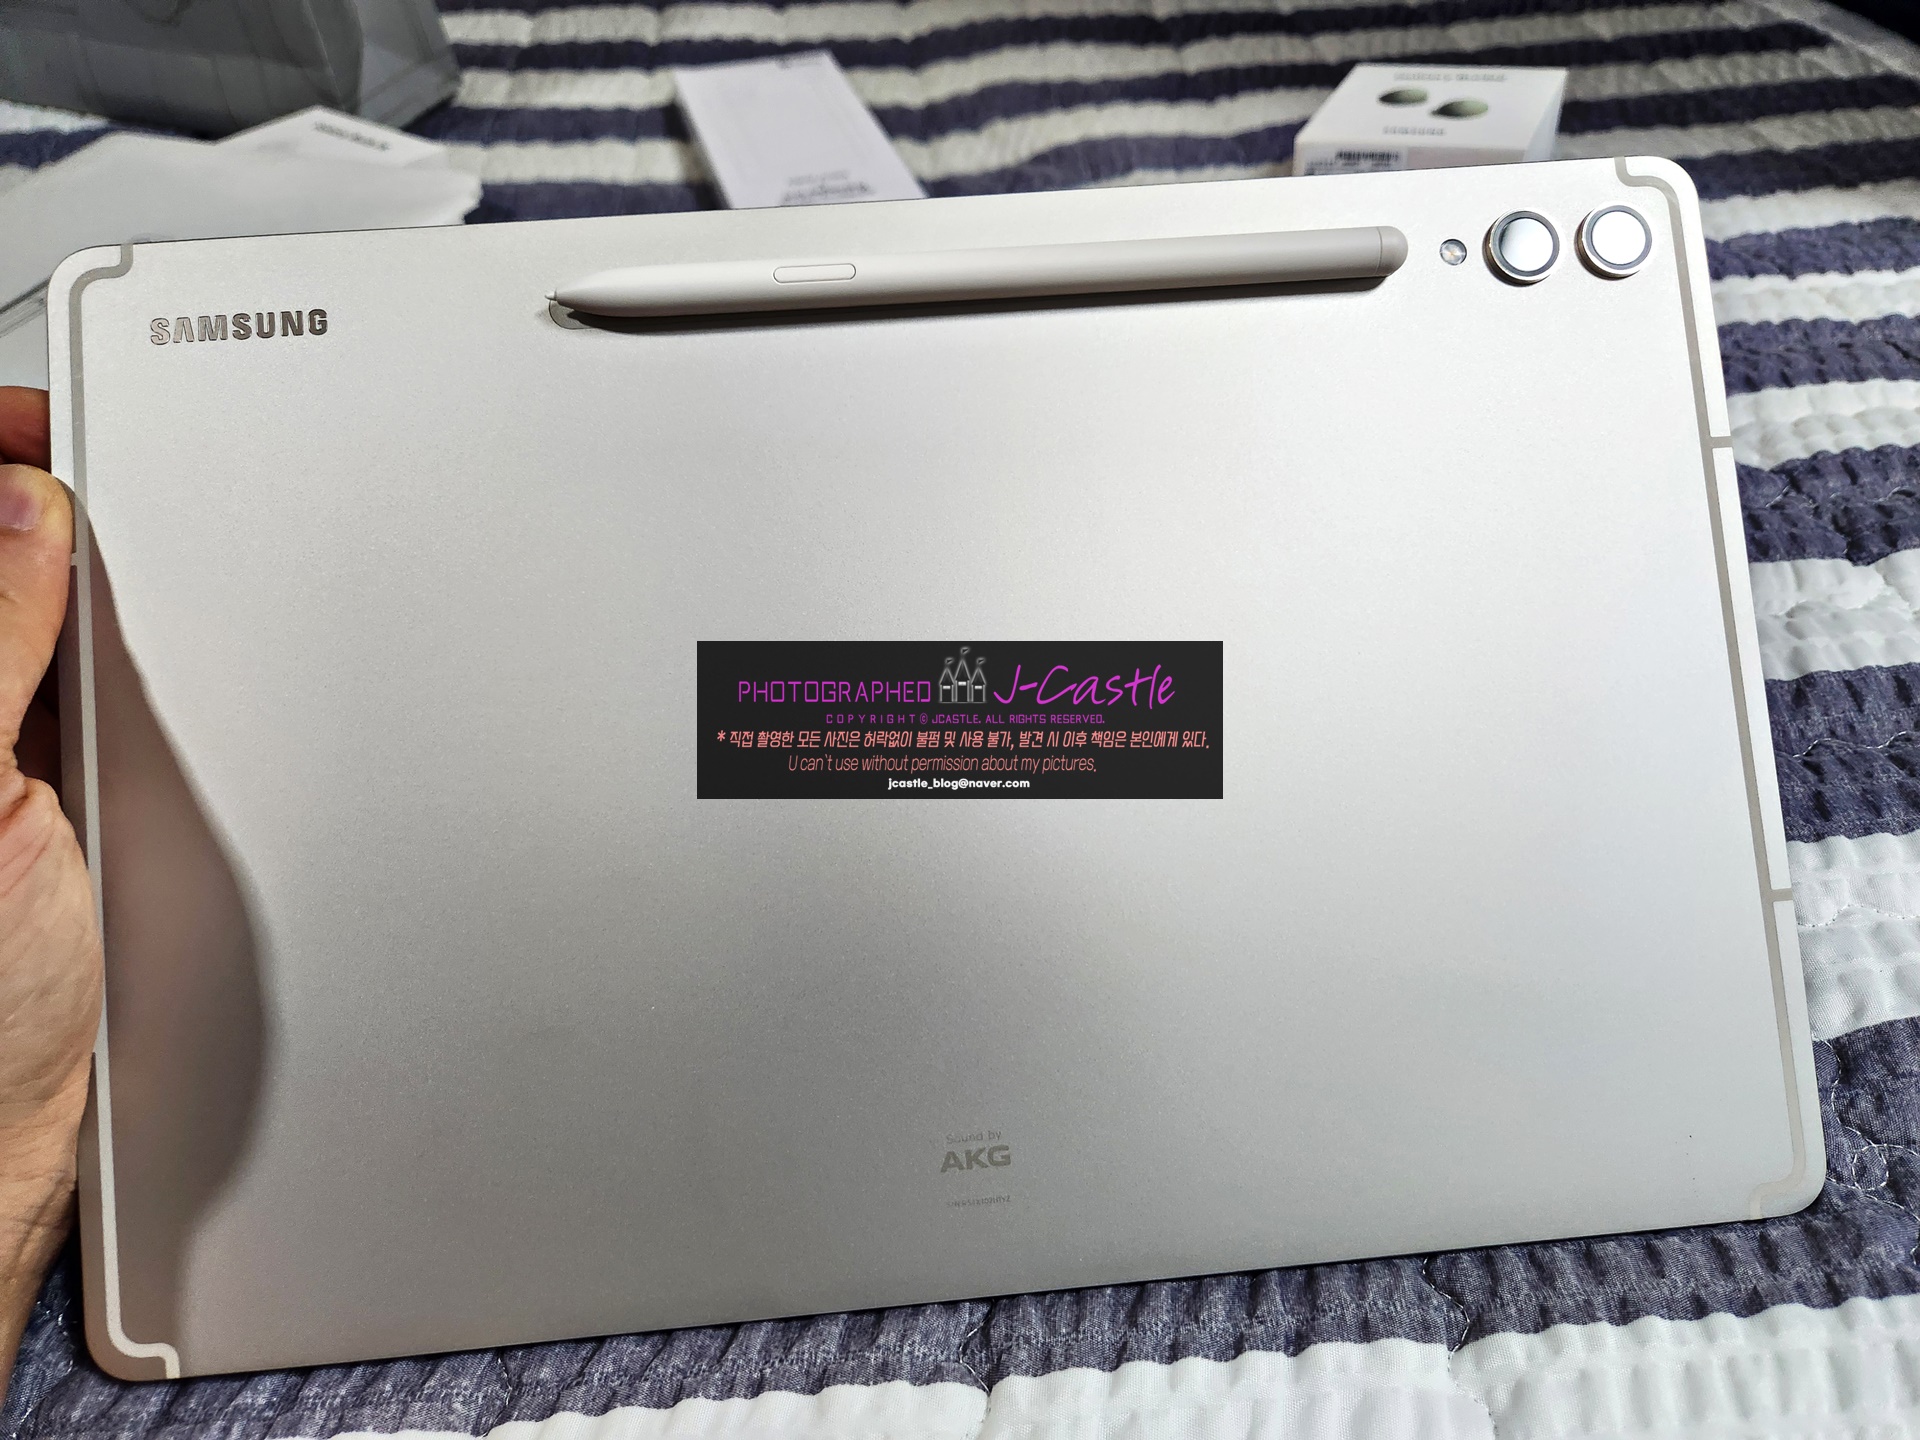 SAMSUNG
SAMSUNG
PHOTOGRAPHED J-Castle
COPYRIGHT © JCASTLE. ALL RIGHTS RESERVED.
* 직접 촬영한 모든 사진은 허락없이 불펌 및 사용 불가, 발견 시 이후 책임은 본인에게 있다.
U can't use without permission about my pictures.
jcastle_blog@naver.com
Sound by
AKG